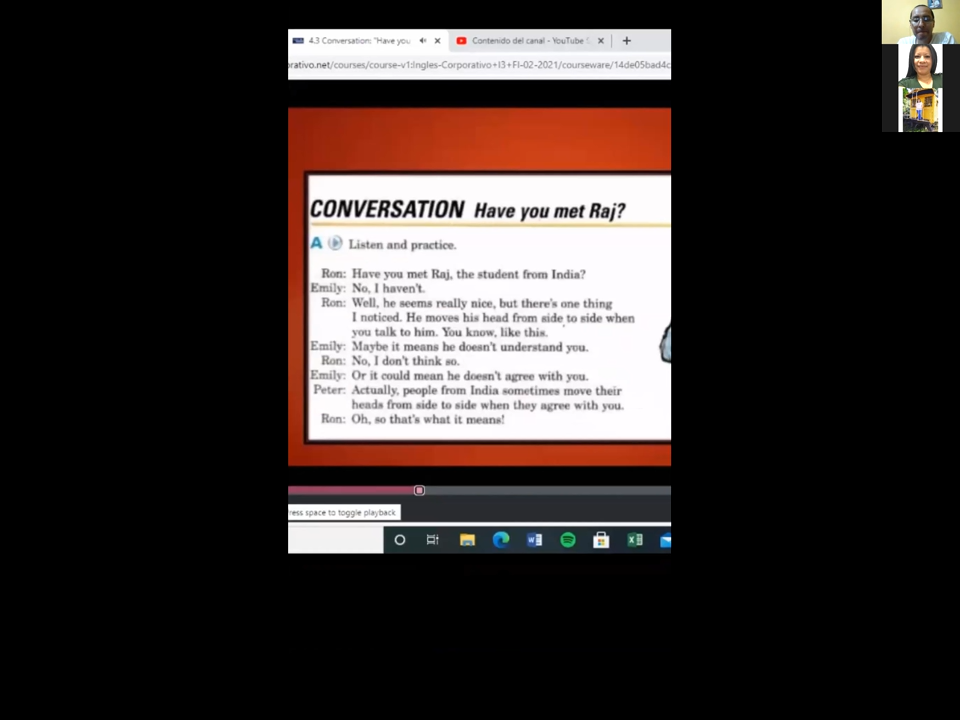 4.3 Conversation: "Have you
Contenido del canal - YouTube
orativo.net/courses/course-v1:Ingles-Corporativo+I3+FI-02-2021/courseware/14de05bad4c
CONVERSATION Have you met Raj?
A Listen and practice.
Ron: Have you met Raj, the student from India?
Emily: No, I haven't.
Ron: Well, he seems really nice, but there's one thing
I noticed. He moves his head from side to side when
you talk to him. You know, like this.
Emily: Maybe it means he doesn't understand you.
Ron: No, I don't think so.
Emily: Or it could mean he doesn't agree with you.
Peter: Actually, people from India sometimes move their
heads from side to side when they agree with you.
Ron: Oh, so that's what it means!
ress space to toggle playback